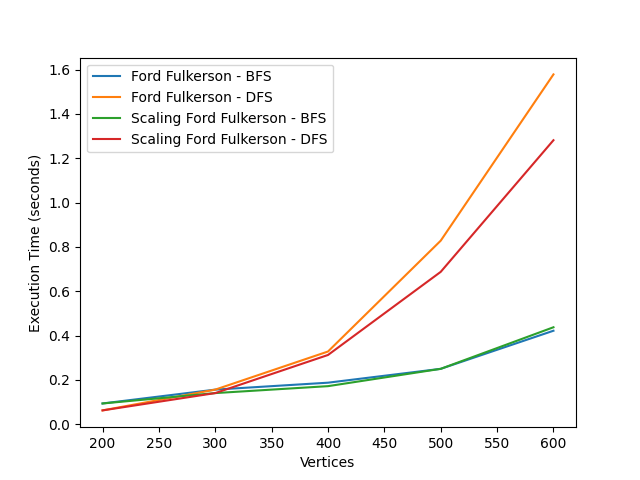 Ford Fulkerson - BFS
Ford Fulkerson - DFS
Scaling Ford Fulkerson - BFS
Scaling Ford Fulkerson - DFS
Execution Time (seconds)
1.6
1.4
1.2
1.0
0.8
0.6
0.4
0.2
0.0
200 250 300 350 400 450 500 550 600
Vertices